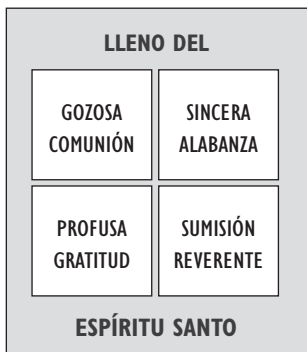 LLENO DEL
GOZOSA
COMUNIÓN
SINCERA
ALABANZA
PROFUSA
GRATITUD
SUMISIÓN
REVERENTE
ESPÍRITU SANTO